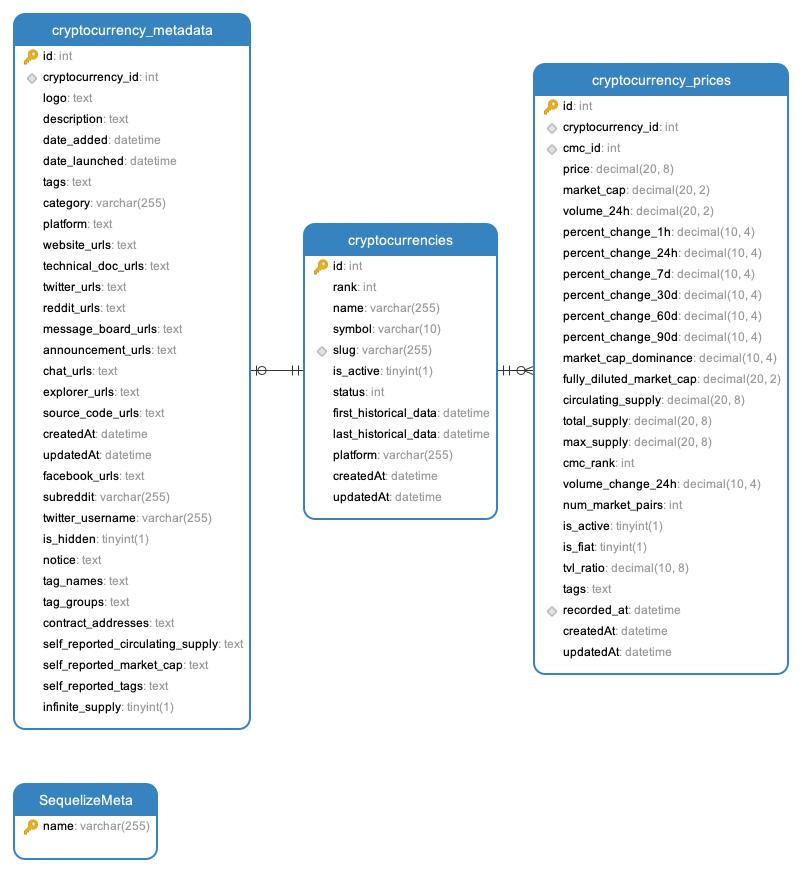 cryptocurrency_metadata
id: int
cryptocurrency_id: int
logo: text
description: text
date_added: datetime
date_launched: datetime
tags: text
category: varchar(255)
platform: text
website_urls: text
technical_doc_urls: text
twitter_urls: text
reddit_urls: text
message_board_urls: text
announcement_urls: text
chat_urls: text
explorer_urls: text
source_code_urls: text
createdAt: datetime
updatedAt: datetime
facebook_urls: text
subreddit: varchar(255)
twitter_username: varchar(255)
is_hidden: tinyint(1)
notice: text
tag_names: text
tag_groups: text
contract_addresses: text
self_reported_circulating_supply: text
self_reported_market_cap: text
self_reported_tags: text
infinite_supply: tinyint(1)
cryptocurrencies
id: int
rank: int
name: varchar(255)
symbol: varchar(10)
slug: varchar(255)
is_active: tinyint(1)
status: int
first_historical_data: datetime
last_historical_data: datetime
platform: varchar(255)
createdAt: datetime
updatedAt: datetime
cryptocurrency_prices
id: int
cryptocurrency_id: int
cmc_id: int
price: decimal(20, 8)
market_cap: decimal(20, 2)
volume_24h: decimal(20, 2)
percent_change_1h: decimal(10, 4)
percent_change_24h: decimal(10, 4)
percent_change_7d: decimal(10, 4)
percent_change_30d: decimal(10, 4)
percent_change_60d: decimal(10, 4)
percent_change_90d: decimal(10, 4)
market_cap_dominance: decimal(10, 4)
fully_diluted_market_cap: decimal(20, 2)
circulating_supply: decimal(20, 8)
total_supply: decimal(20, 8)
max_supply: decimal(20, 8)
cmc_rank: int
volume_change_24h: decimal(10, 4)
num_market_pairs: int
is_active: tinyint(1)
is_fiat: tinyint(1)
tvl_ratio: decimal(10, 8)
tags: text
recorded_at: datetime
createdAt: datetime
updatedAt: datetime
SequelizeMeta
name: varchar(255)